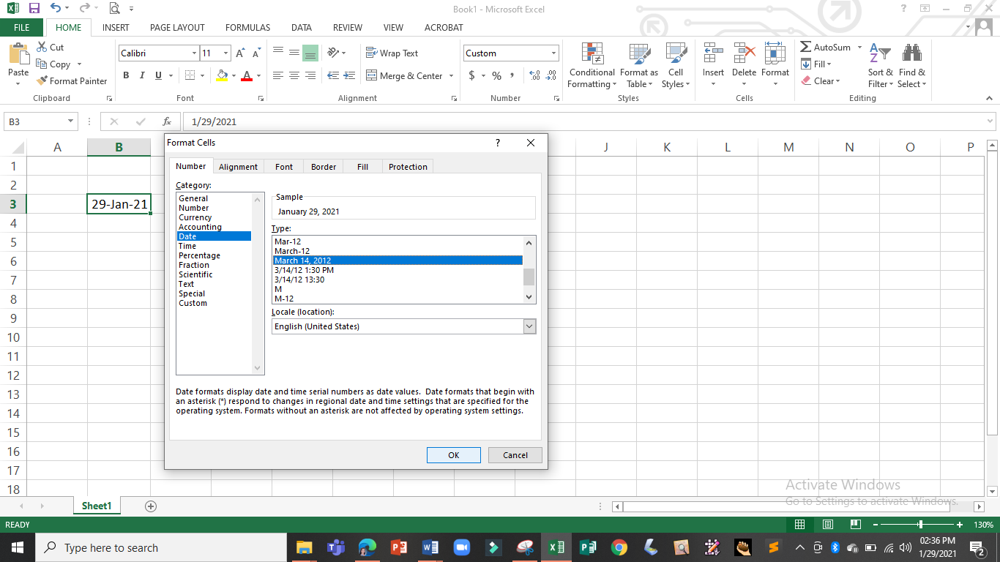 Book1 - Microsoft Excel
FILE HOME INSERT PAGE LAYOUT FORMULAS DATA REVIEW VIEW ACROBAT
Paste
Cut
Copy
Format Painter
Clipboard
Calibri 11
B I U
Font
Wrap Text
Merge & Center
Alignment
Custom
$ % ,
Number
Conditional Formatting
Format as Table
Cell Styles
Styles
Insert Delete Format
Cells
AutoSum
Fill
Clear
Sort & Filter
Find & Select
Editing
B3 fx 1/29/2021
A B J K L M N O P
1
2
3 29-Jan-21
4
5
6
7
8
9
10
11
12
13
14
15
16
17
18
Format Cells ?
Number Alignment Font Border Fill Protection
Category:
General
Number
Currency
Accounting
Date
Time
Percentage
Fraction
Scientific
Text
Special
Custom
Sample
January 29, 2021
Type:
Mar-12
March-12
March 14, 2012
3/14/12 1:30 PM
3/14/12 13:30
M
M-12
Locale (location):
English (United States)
Date formats display date and time serial numbers as date values.  Date formats that begin with
an asterisk (*) respond to changes in regional date and time settings that are specified for the
operating system. Formats without an asterisk are not affected by operating system settings.
OK Cancel
Activate Windows
Go to Settings to activate Windows.
Sheet1
READY 130%
Type here to search
02:36 PM
1/29/2021
2